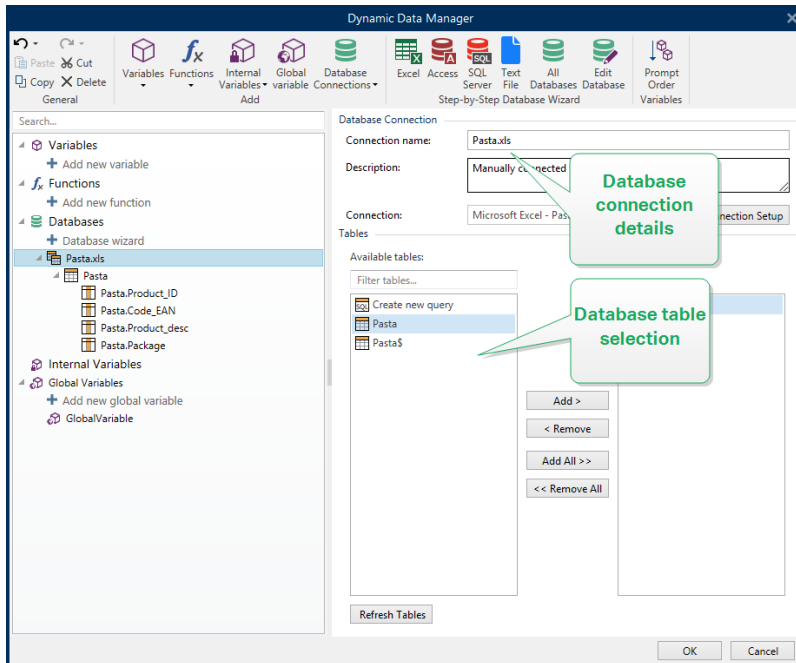 Dynamic Data Manager
Paste Cut
Copy Delete
General
Variables Functions Internal Variables Global variable Database Connections
Add
Excel Access SQL Server Text File All Databases Edit Database
Step-by-Step Database Wizard
Prompt Order
Variables
Search...
Variables
Add new variable
Functions
Add new function
Databases
Database wizard
Pasta.xls
Pasta
Pasta.Product_ID
Pasta.Code_EAN
Pasta.Product_desc
Pasta.Package
Internal Variables
Global Variables
Add new global variable
GlobalVariable
Database Connection
Connection name: Pasta.xls
Description: Manually connected
Connection: Microsoft Excel - Pas
Setup
Database
connection
details
Tables
Available tables:
Filter tables...
SQL Create new query
Pasta
Pasta$
Database table
selection
Add >
< Remove
Add All >>
<< Remove All
Refresh Tables
OK Cancel